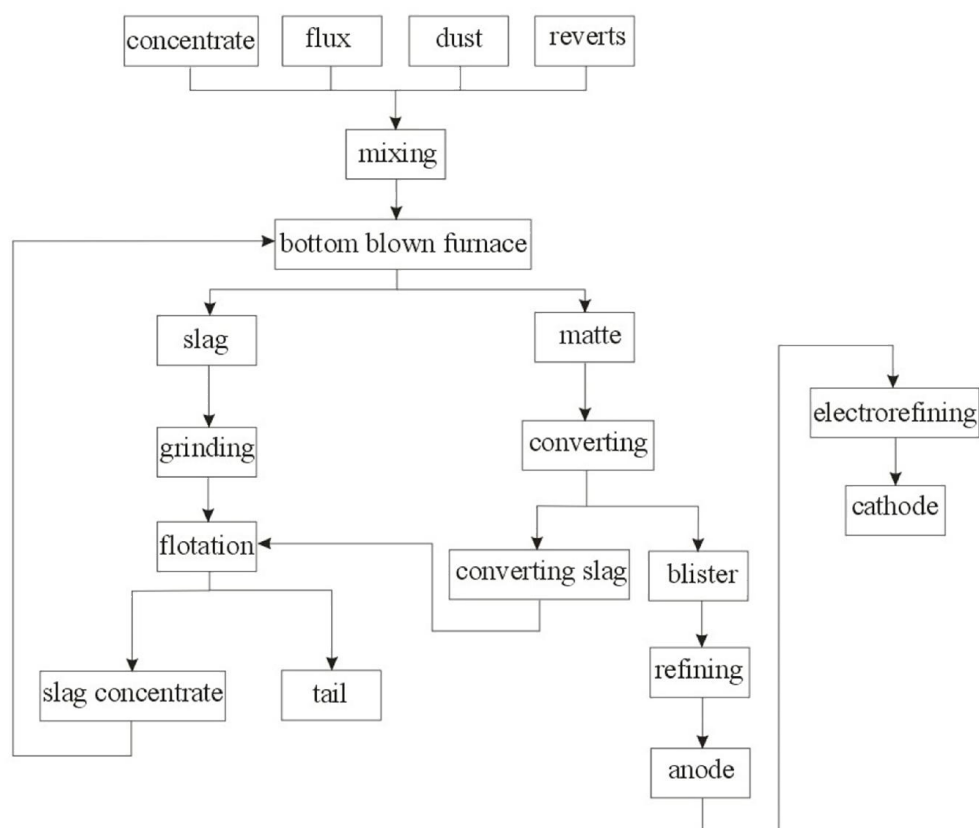 concentrate
flux
dust
reverts
mixing
bottom blown furnace
slag
matte
electrorefining
grinding
converting
cathode
flotation
converting slag
blister
slag concentrate
tail
refining
anode